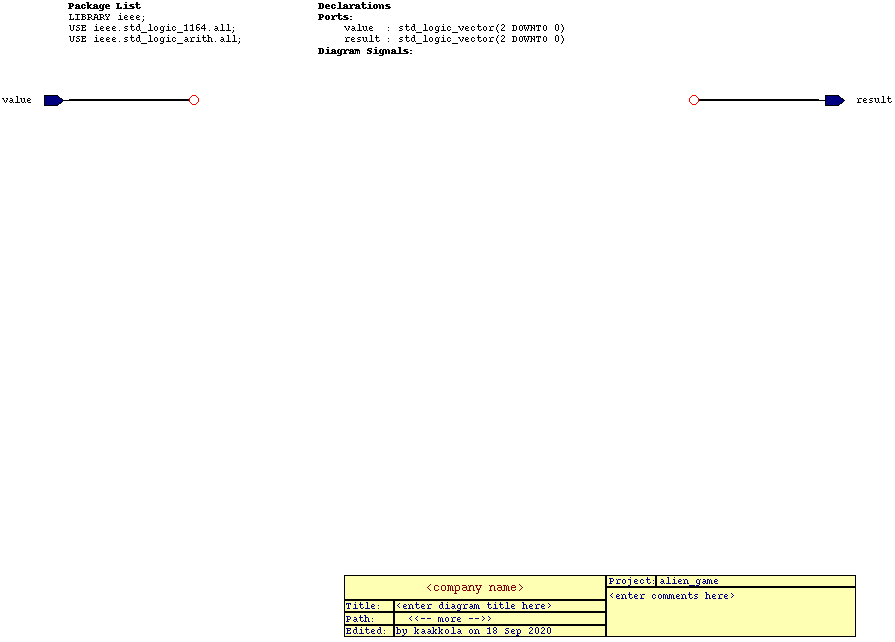 Package List
LIBRARY ieee;
USE ieee.std_logic_1164.all;
USE ieee.std_logic_arith.all;
Declarations
Ports:
value : std_logic_vector(2 DOWNTO 0)
result : std_logic_vector(2 DOWNTO 0)
Diagram Signals:
value
result
<company name>
Title: <enter diagram title here>
Path: <<-- more -->>
Edited: by kaakkola on 18 Sep 2020
Project: alien_game
<enter comments here>